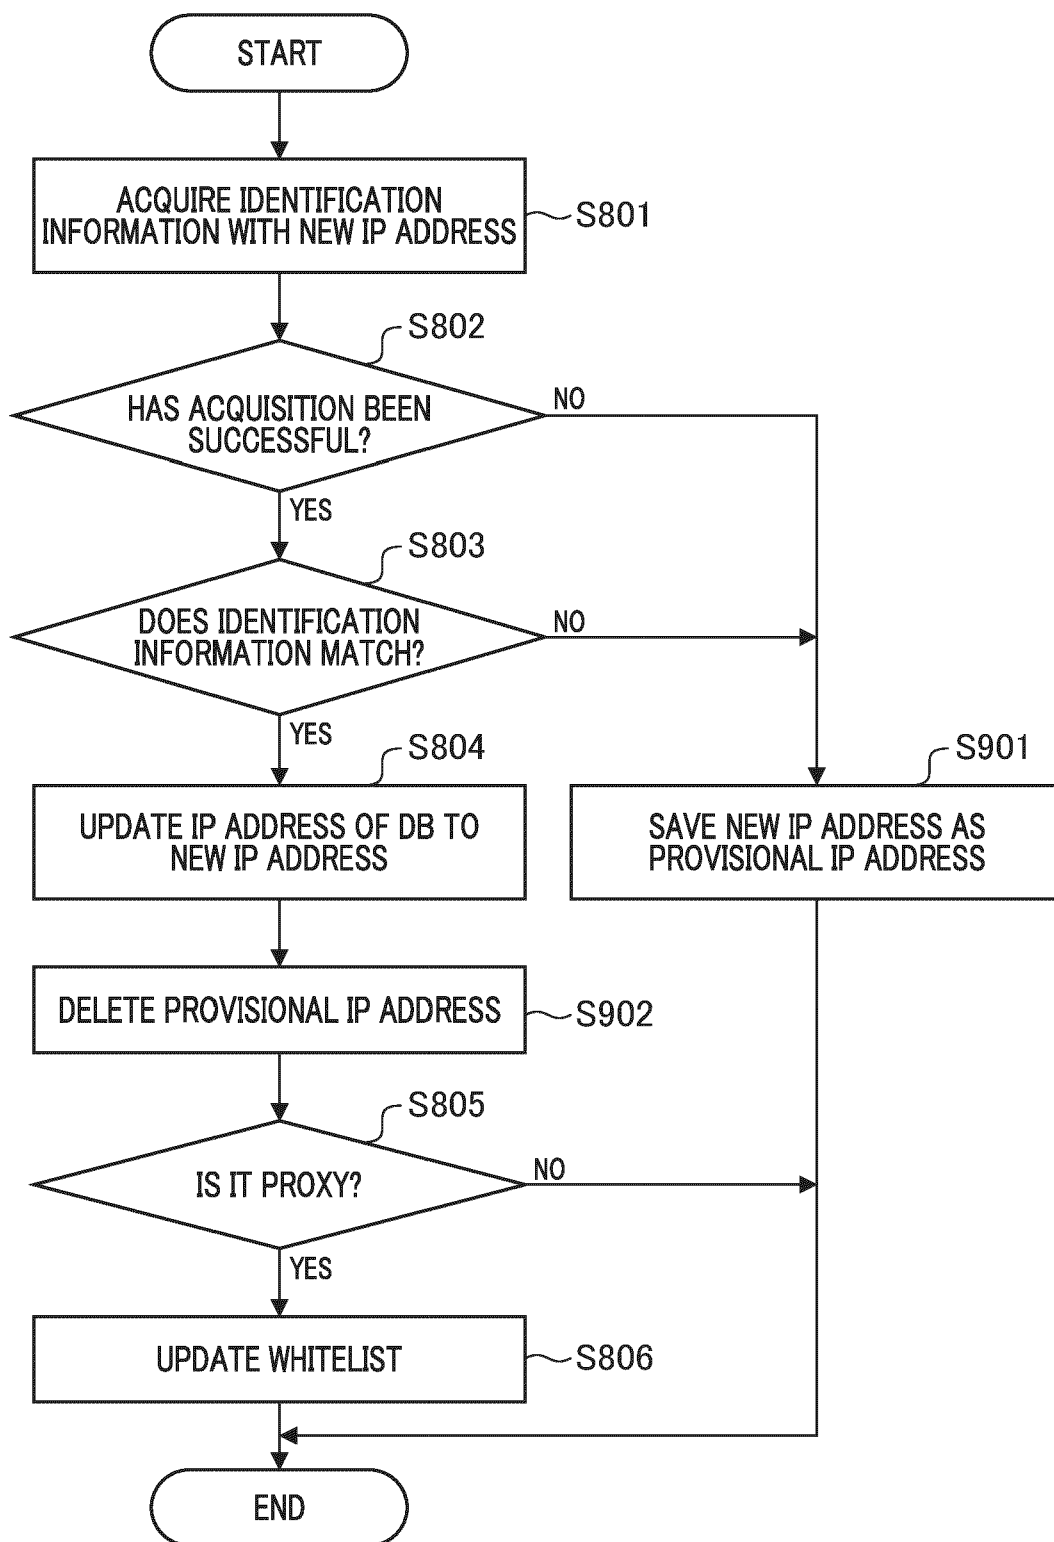 START
ACQUIRE IDENTIFICATION
INFORMATION WITH NEW IP ADDRESS
S801
S802
HAS ACQUISITION BEEN
SUCCESSFUL?
NO
YES
S803
DOES IDENTIFICATION
INFORMATION MATCH?
NO
YES
S804
UPDATE IP ADDRESS OF DB TO
NEW IP ADDRESS
S901
SAVE NEW IP ADDRESS AS
PROVISIONAL IP ADDRESS
DELETE PROVISIONAL IP ADDRESS
S902
S805
IS IT PROXY?
NO
YES
UPDATE WHITELIST
S806
END